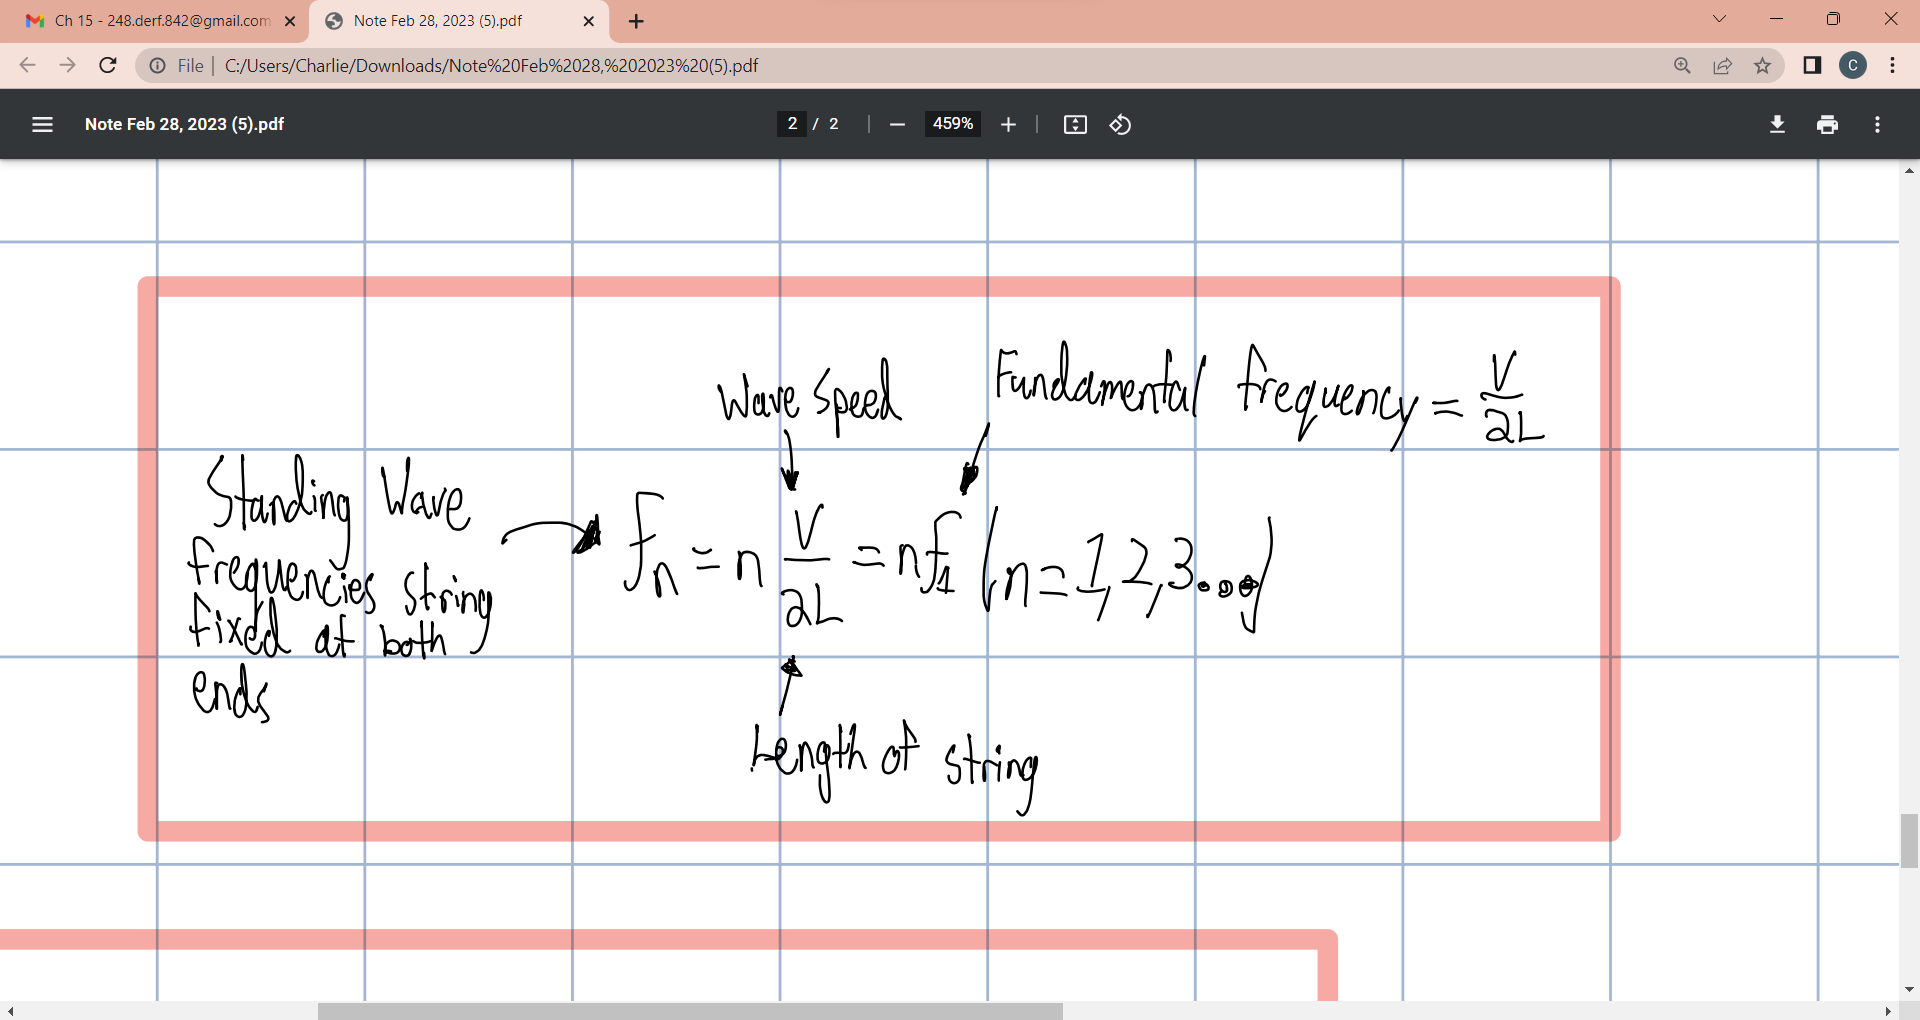 Ch 15 - 248.derf.842@gmail.com
Note Feb 28, 2023 (5).pdf
File | C:/Users/Charlie/Downloads/Note%20Feb%2028,%202023%20(5).pdf
C
Note Feb 28, 2023 (5).pdf
2 / 2
459%
Wave Speed
Fundamental frequency = V/2L
Standing Wave
frequencies string
fixed at both
ends
fn = n V/2L = nf1 (n=1,2,3...)
Length of string